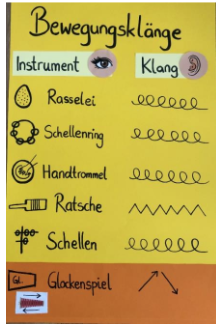 Bewegungsklänge
Instrument Klang
Rasselei
Schellenring
Handtrommel
Ratsche
Schellen
Glockenspiel